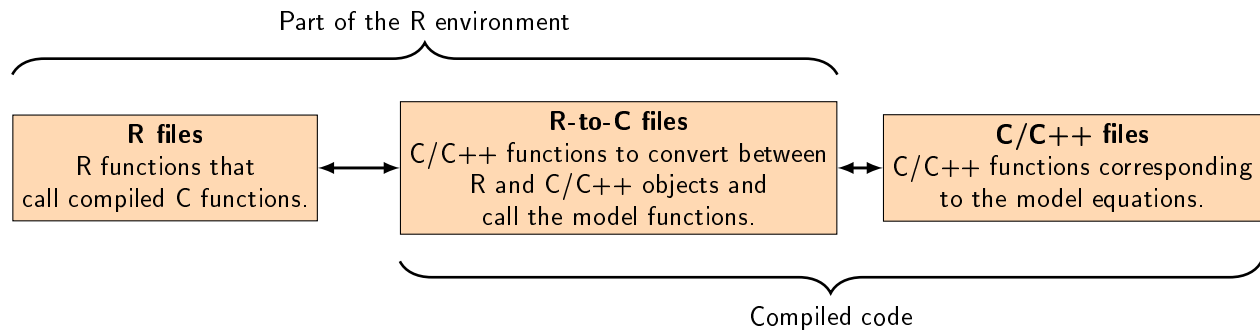 Part of the R environment
R files
R functions that
call compiled C functions.
R-to-C files
C/C++ functions to convert between
R and C/C++ objects and
call the model functions.
C/C++ files
C/C++ functions corresponding
to the model equations.
Compiled code